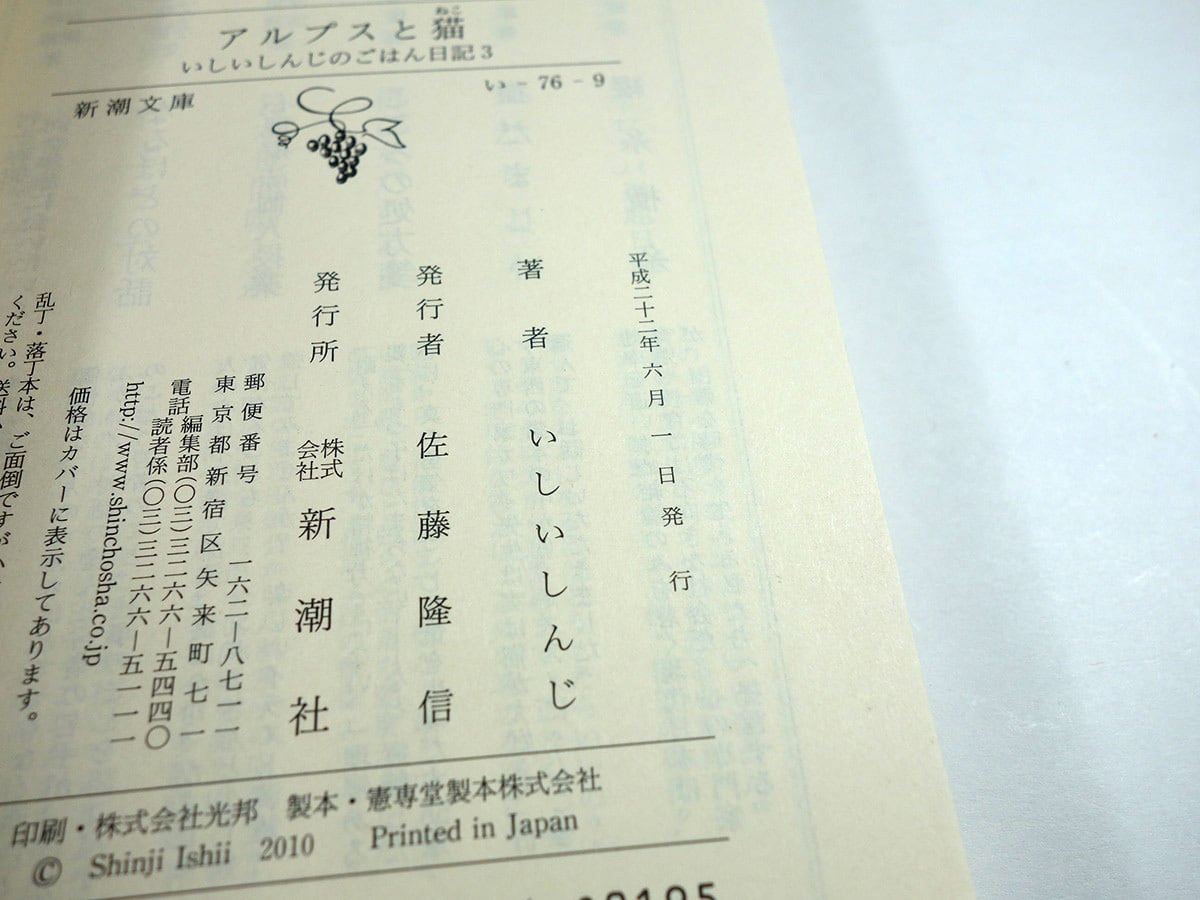 アルプスと猫
ねこ
いしいしんじのごはん日記3
新潮文庫
い-76-9
平成二十二年六月一日発行
著者 いしいしんじ
発行者 佐藤隆信
発行所 株式会社 新潮社
郵便番号 一六二―八七一一
東京都新宿区矢来町七一
電話 編集部(〇三)三二六六―五四四〇
読者係(〇三)三二六六―五一一一
http://www.shinchosha.co.jp
価格はカバーに表示してあります。
乱丁・落丁本は、ご面倒ですが
ください。送料
印刷・株式会社光邦 製本・憲専堂製本株式会社
© Shinji Ishii 2010 Printed in Japan